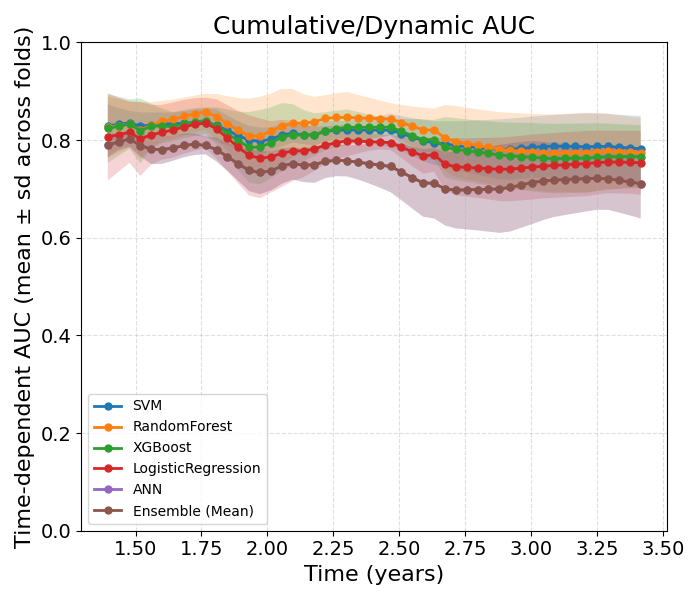 Cumulative/Dynamic AUC
Time-dependent AUC (mean ± sd across folds)
1.0
0.8
0.6
0.4
0.2
0.0
SVM
RandomForest
XGBoost
LogisticRegression
ANN
Ensemble (Mean)
1.50 1.75 2.00 2.25 2.50 2.75 3.00 3.25 3.50
Time (years)